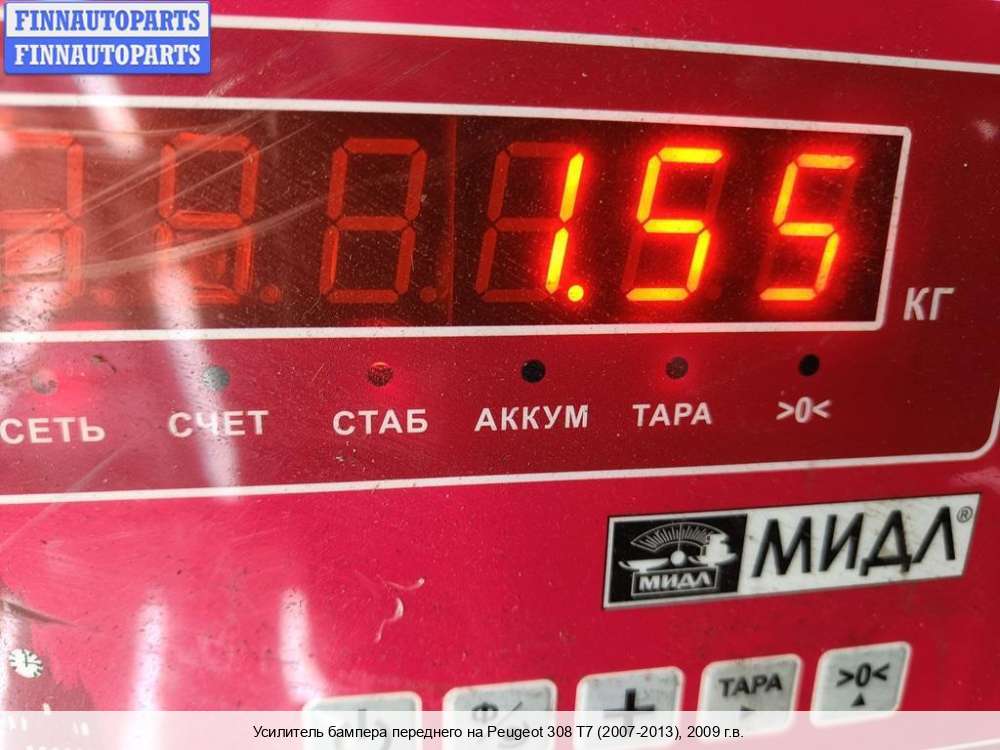 FINNAUTOPARTS
FINNAUTOPARTS
1.55
КГ
СЕТЬ СЧЕТ СТАБ АККУМ ТАРА >0<
МИДЛ МИДЛ®
+ ТАРА >0<
Усилитель бампера переднего на Peugeot 308 T7 (2007-2013), 2009 г.в.